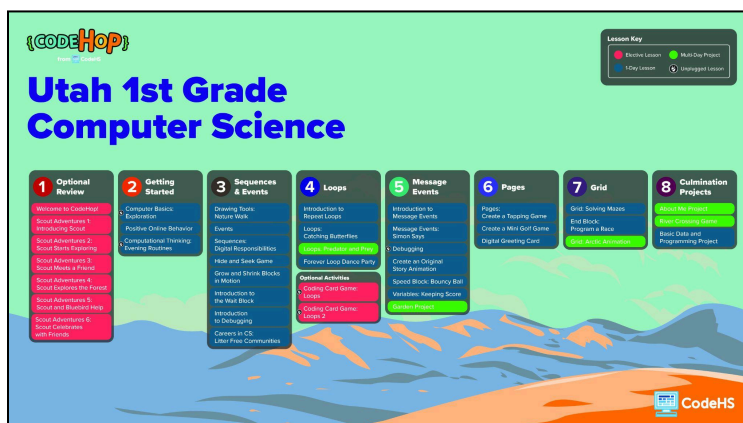 {CODEHOP}
from CodeHS
Lesson Key
Elective Lesson
Multi-Day Project
1-Day Lesson
Unplugged Lesson
Utah 1st Grade
Computer Science
1
Optional
Review
Welcome to CodeHop!
Scout Adventures 1:
Introducing Scout
Scout Adventures 2:
Scout Starts Exploring
Scout Adventures 3:
Scout Meets a Friend
Scout Adventures 4:
Scout Explores the Forest
Scout Adventures 5:
Scout and Bluebird Help
Scout Adventures 6:
Scout Celebrates
with Friends
2
Getting
Started
Computer Basics:
Exploration
Positive Online Behavior
Computational Thinking:
Evening Routines
3
Sequences
& Events
Drawing Tools:
Nature Walk
Events
Sequences:
Digital Responsibilities
Hide and Seek Game
Grow and Shrink Blocks
in Motion
Introduction to
the Wait Block
Introduction
to Debugging
Careers in CS:
Litter Free Communities
4
Loops
Introduction to
Repeat Loops
Loops:
Catching Butterflies
Loops: Predator and Prey
Forever Loop Dance Party
Optional Activities
Coding Card Game:
Loops
Coding Card Game:
Loops 2
5
Message
Events
Introduction to
Message Events
Message Events:
Simon Says
Debugging
Create an Original
Story Animation
Speed Block: Bouncy Ball
Variables: Keeping Score
Garden Project
6
Pages
Pages:
Create a Tapping Game
Create a Mini Golf Game
Digital Greeting Card
7
Grid
Grid: Solving Mazes
End Block:
Program a Race
Grid: Arctic Animation
8
Culmination
Projects
About Me Project
River Crossing Game
Basic Data and
Programming Project
CodeHS